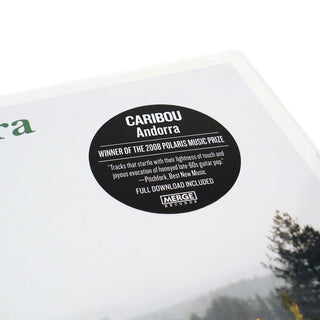 ra
CARIBOU
Andorra
WINNER OF THE 2008 POLARIS MUSIC PRIZE
"Tracks that startle with their lightness of touch and
joyous evocation of honeyed late-60s guitar pop."
—Pitchfork, Best New Music
FULL DOWNLOAD INCLUDED
MERGE
RECORDS